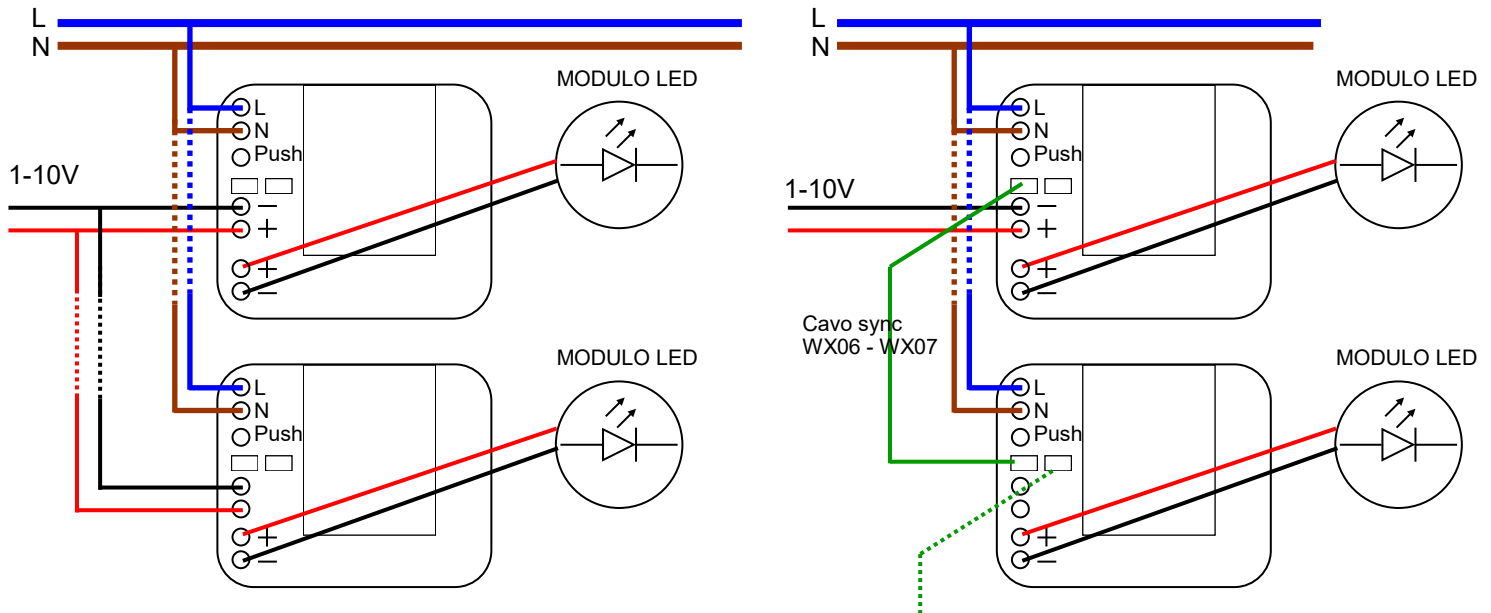 L
N
MODULO LED
L
N
Push
1-10V
−
+
+
−
MODULO LED
L
N
Push
+
−
L
N
MODULO LED
L
N
Push
1-10V
−
+
+
−
Cavo sync
WX06 - WX07
MODULO LED
L
N
Push
+
−